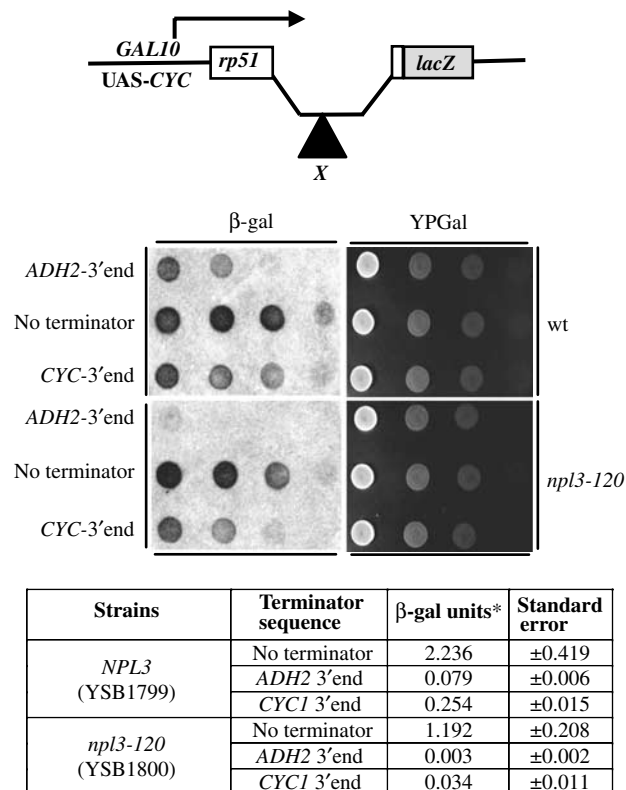 GAL10
UAS-CYC
rp51
lacZ
X
β-gal
YPGal
ADH2-3′end
No terminator
CYC-3′end
wt
ADH2-3′end
No terminator
CYC-3′end
npl3-120
Strains
Terminator sequence
β-gal units*
Standard error
NPL3 (YSB1799)
No terminator 2.236 ±0.419
ADH2 3′end 0.079 ±0.006
CYC1 3′end 0.254 ±0.015
npl3-120 (YSB1800)
No terminator 1.192 ±0.208
ADH2 3′end 0.003 ±0.002
CYC1 3′end 0.034 ±0.011